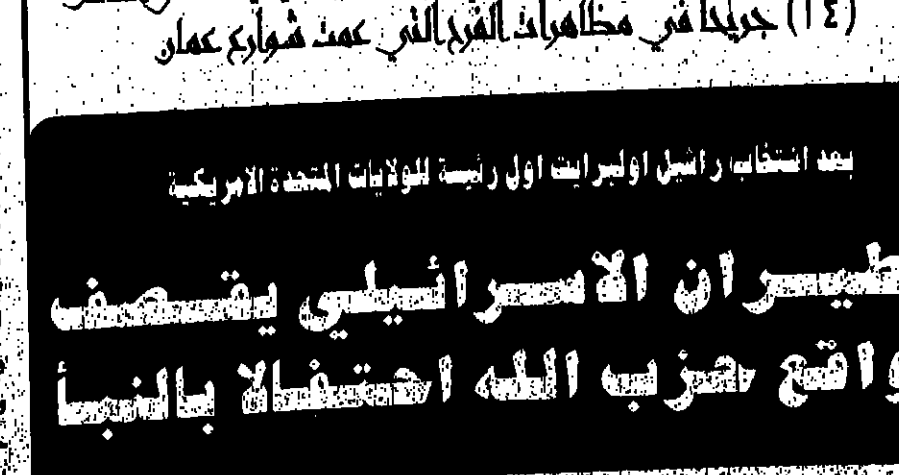 (١٤) جريحا في مظاهرات الفرح التي عمت شوارع عمان
بعد انتخاب راشيل اولبرايت اول رئيسة للولايات المتحدة الامريكية
طيران الاسرائيلي يقصف
واقع حزب الله احتفالا بالنبأ